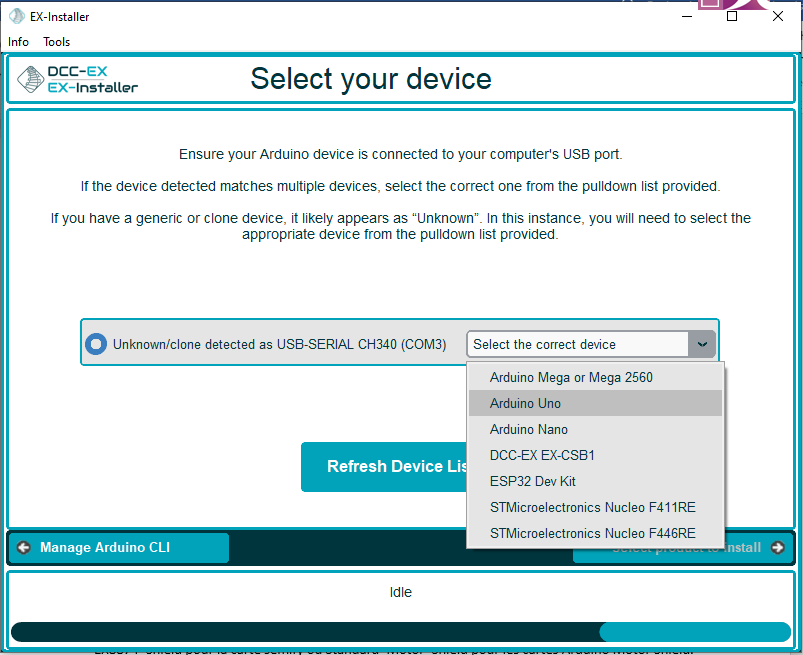 EX-Installer
Info Tools
DCC-EX
EX-Installer
Select your device
Ensure your Arduino device is connected to your computer's USB port.
If the device detected matches multiple devices, select the correct one from the pulldown list provided.
If you have a generic or clone device, it likely appears as “Unknown”. In this instance, you will need to select the
appropriate device from the pulldown list provided.
Unknown/clone detected as USB-SERIAL CH340 (COM3)
Select the correct device
Arduino Mega or Mega 2560
Arduino Uno
Arduino Nano
DCC-EX EX-CSB1
ESP32 Dev Kit
STMicroelectronics Nucleo F411RE
STMicroelectronics Nucleo F446RE
Refresh Device Lis
Manage Arduino CLI
Select product to install
Idle